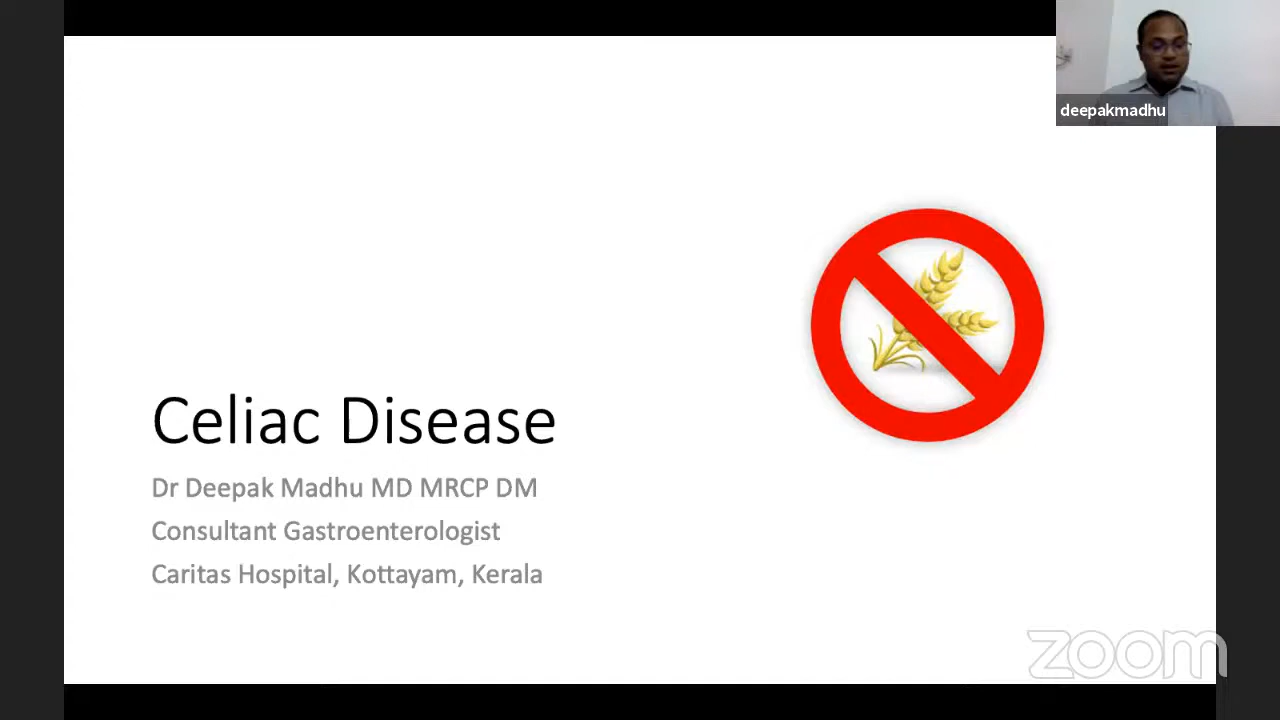 deepakmadhu
Celiac Disease
Dr Deepak Madhu MD MRCP DM
Consultant Gastroenterologist
Caritas Hospital, Kottayam, Kerala
zoom